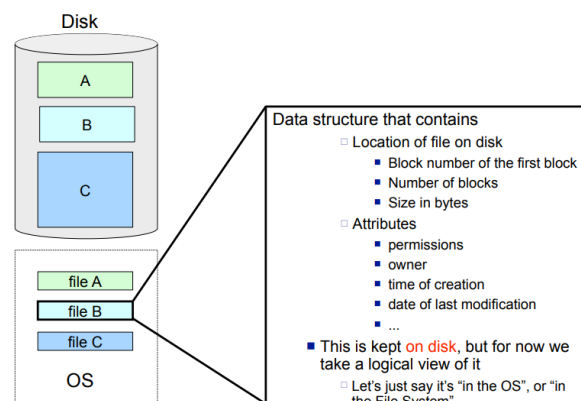 Disk
A
B
C
file A
file B
file C
OS
Data structure that contains
Location of file on disk
Block number of the first block
Number of blocks
Size in bytes
Attributes
permissions
owner
time of creation
date of last modification
...
This is kept on disk, but for now we
take a logical view of it
Let's just say it's "in the OS", or "in
the File System"